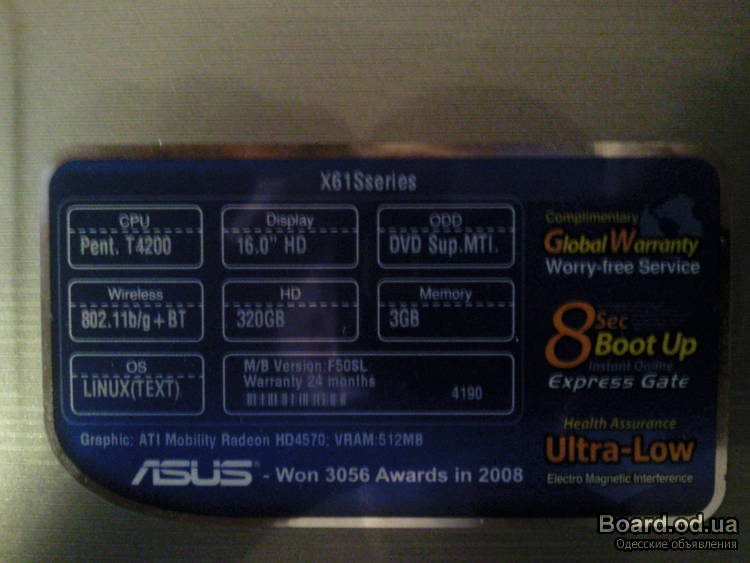 X61Sseries
CPU
Pent. T4200
Display
16.0" HD
ODD
DVD Sup.MTI.
Wireless
802.11b/g+BT
HD
320GB
Memory
3GB
OS
LINUX(TEXT)
M/B Version:F50SL
Warranty 24 months
4190
Graphic: ATI Mobility Radeon HD4570; VRAM:512MB
ASUS - Won 3056 Awards in 2008
Complimentary
Global Warranty
Worry-free Service
8 Sec
Boot Up
Instant Online
Express Gate
Health Assurance
Ultra-Low
Electro Magnetic Interference
Board.od.ua
Одесские объявления